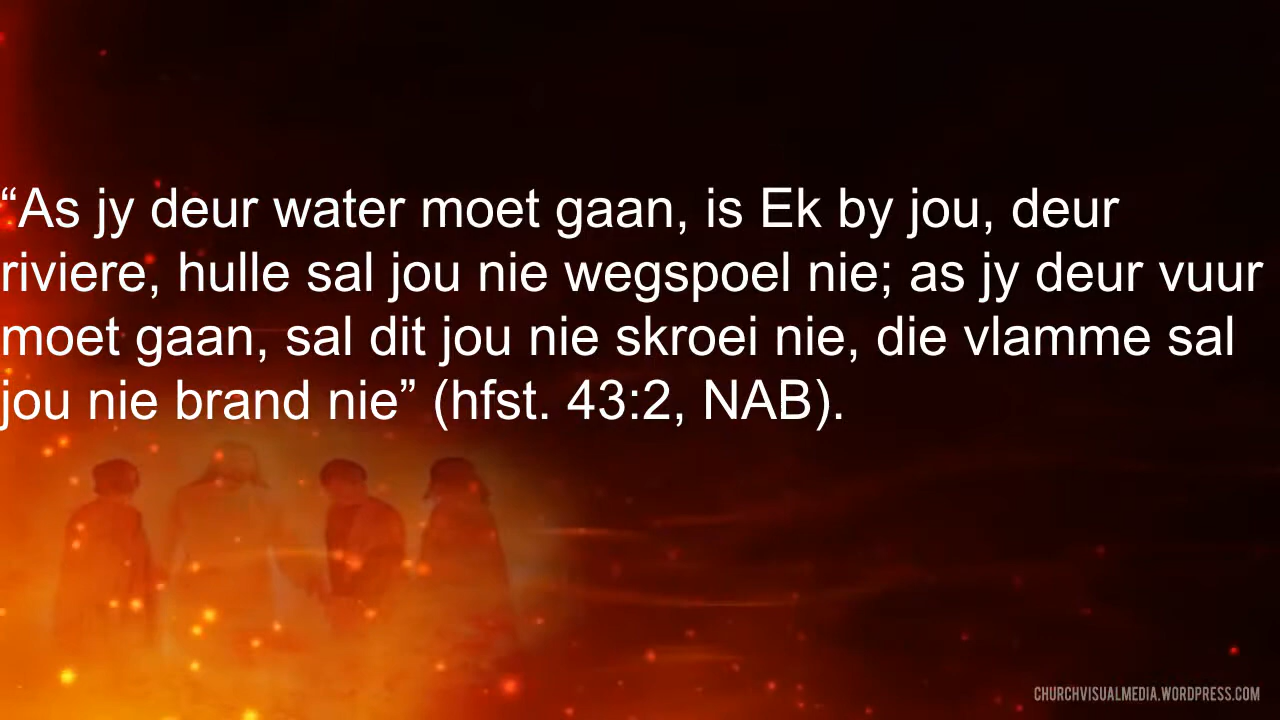 “As jy deur water moet gaan, is Ek by jou, deur
riviere, hulle sal jou nie wegspoel nie; as jy deur vuur
moet gaan, sal dit jou nie skroei nie, die vlamme sal
jou nie brand nie” (hfst. 43:2, NAB).
CHURCHVISUALMEDIA.WORDPRESS.COM